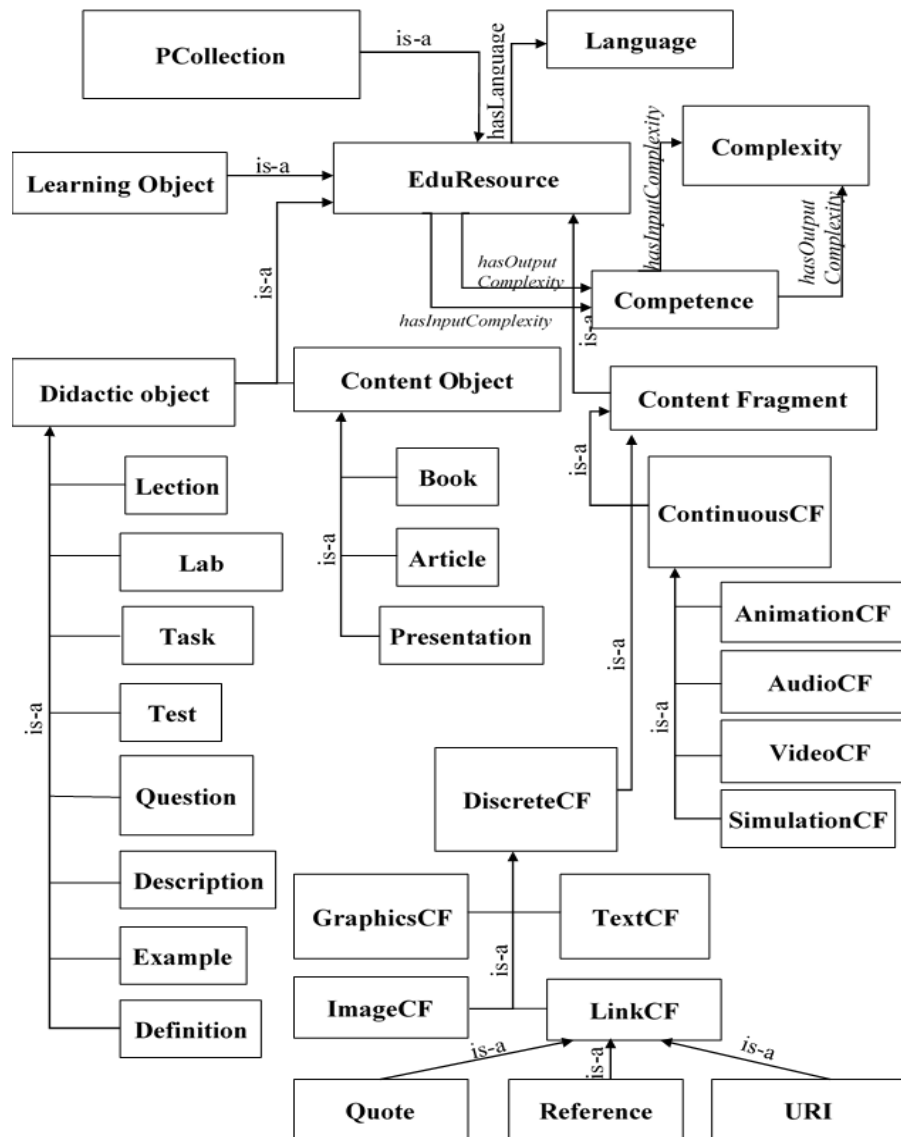 PCollection
is-a
hasLanguage
Language
Learning Object
is-a
EduResource
Complexity
hasInputComplexity
hasOutput
Complexity
is-a
hasOutput
Complexity
hasInputComplexity
Competence
is-a
Didactic object
Content Object
Content Fragment
Lection
Lab
Task
Test
Question
Description
Example
Definition
is-a
Book
Article
Presentation
is-a
is-a
ContinuousCF
AnimationCF
AudioCF
VideoCF
SimulationCF
is-a
is-a
DiscreteCF
GraphicsCF
TextCF
is-a
ImageCF
LinkCF
is-a
is-a
is-a
Quote
Reference
URI